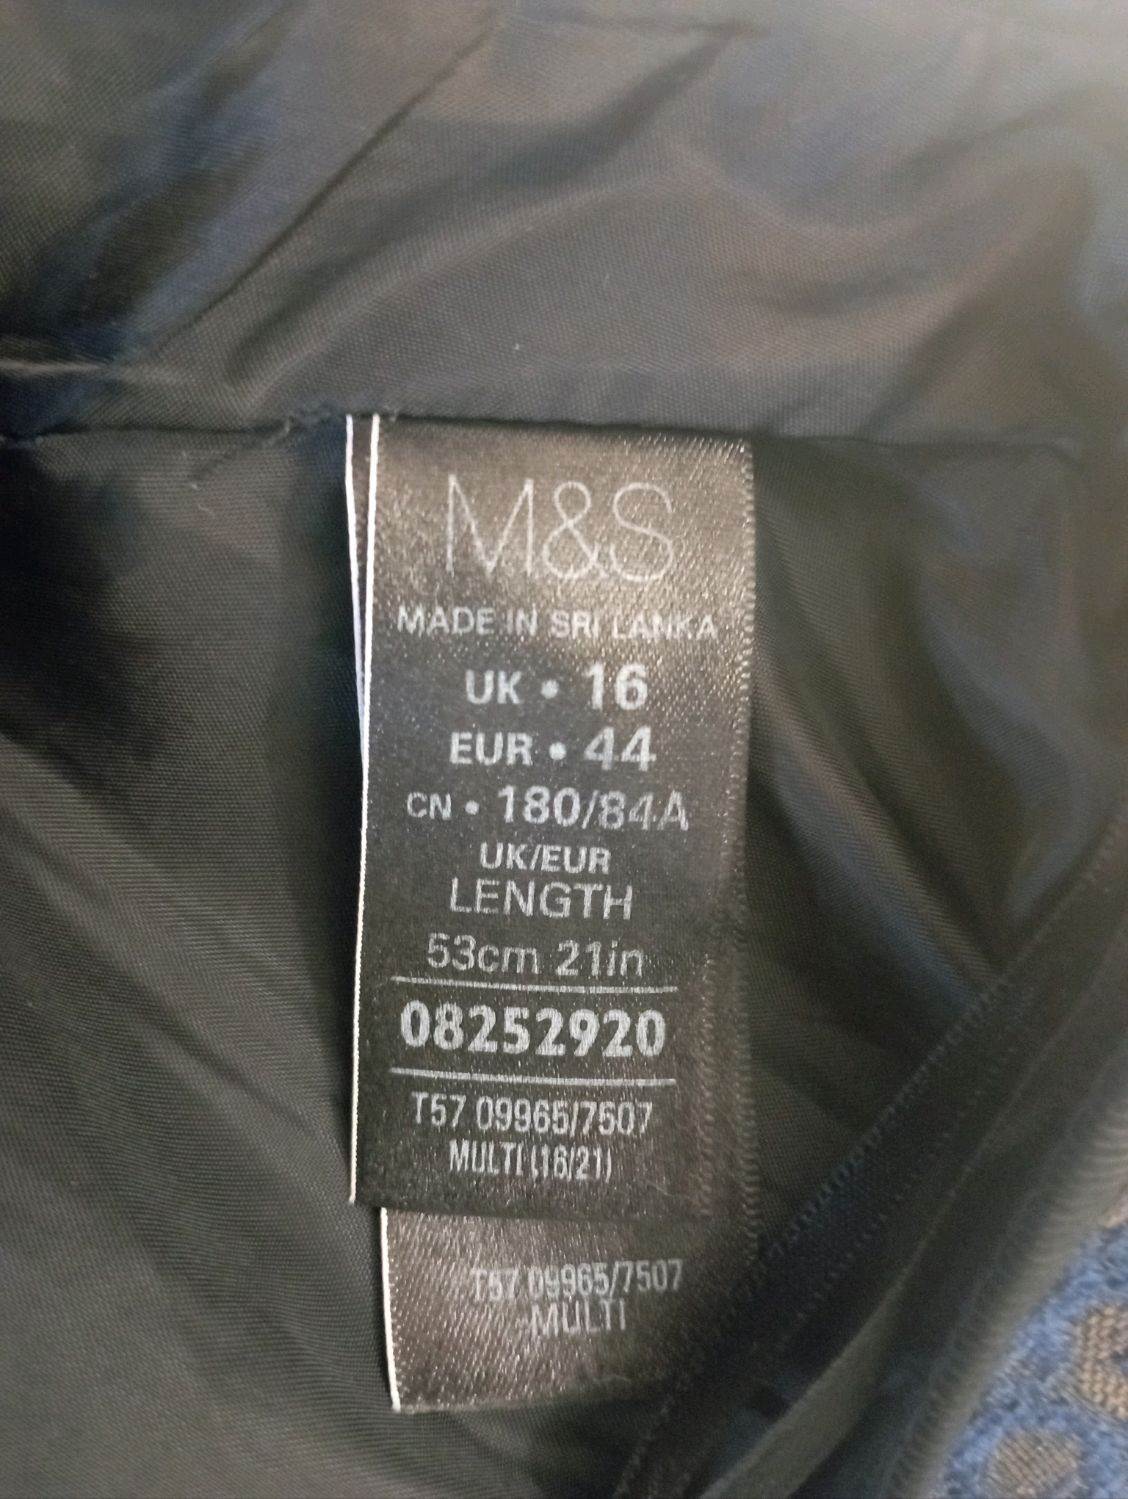 M&S
MADE IN SRI LANKA
UK • 16
EUR • 44
CN • 180/84A
UK/EUR
LENGTH
53cm 21in
08252920
T57 09965/7507
MULTI (16/21)
T57 09965/7507
MULTI